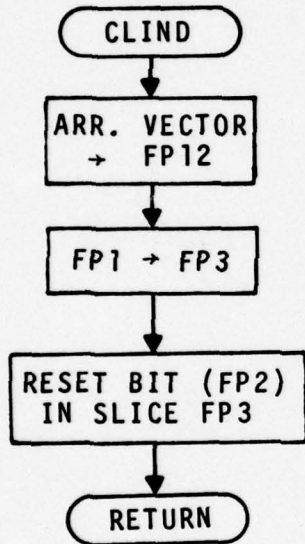 CLIND
ARR. VECTOR
→ FP12
FP1 → FP3
RESET BIT (FP2)
IN SLICE FP3
RETURN